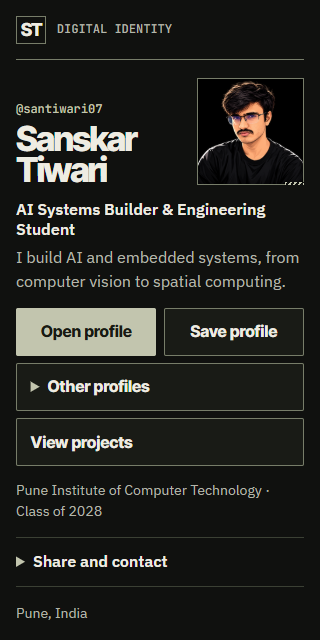 ST DIGITAL IDENTITY
@santiwari07
Sanskar
Tiwari
AI Systems Builder & Engineering
Student
I build AI and embedded systems, from
computer vision to spatial computing.
Open profile Save profile
Other profiles
View projects
Pune Institute of Computer Technology ·
Class of 2028
Share and contact
Pune, India